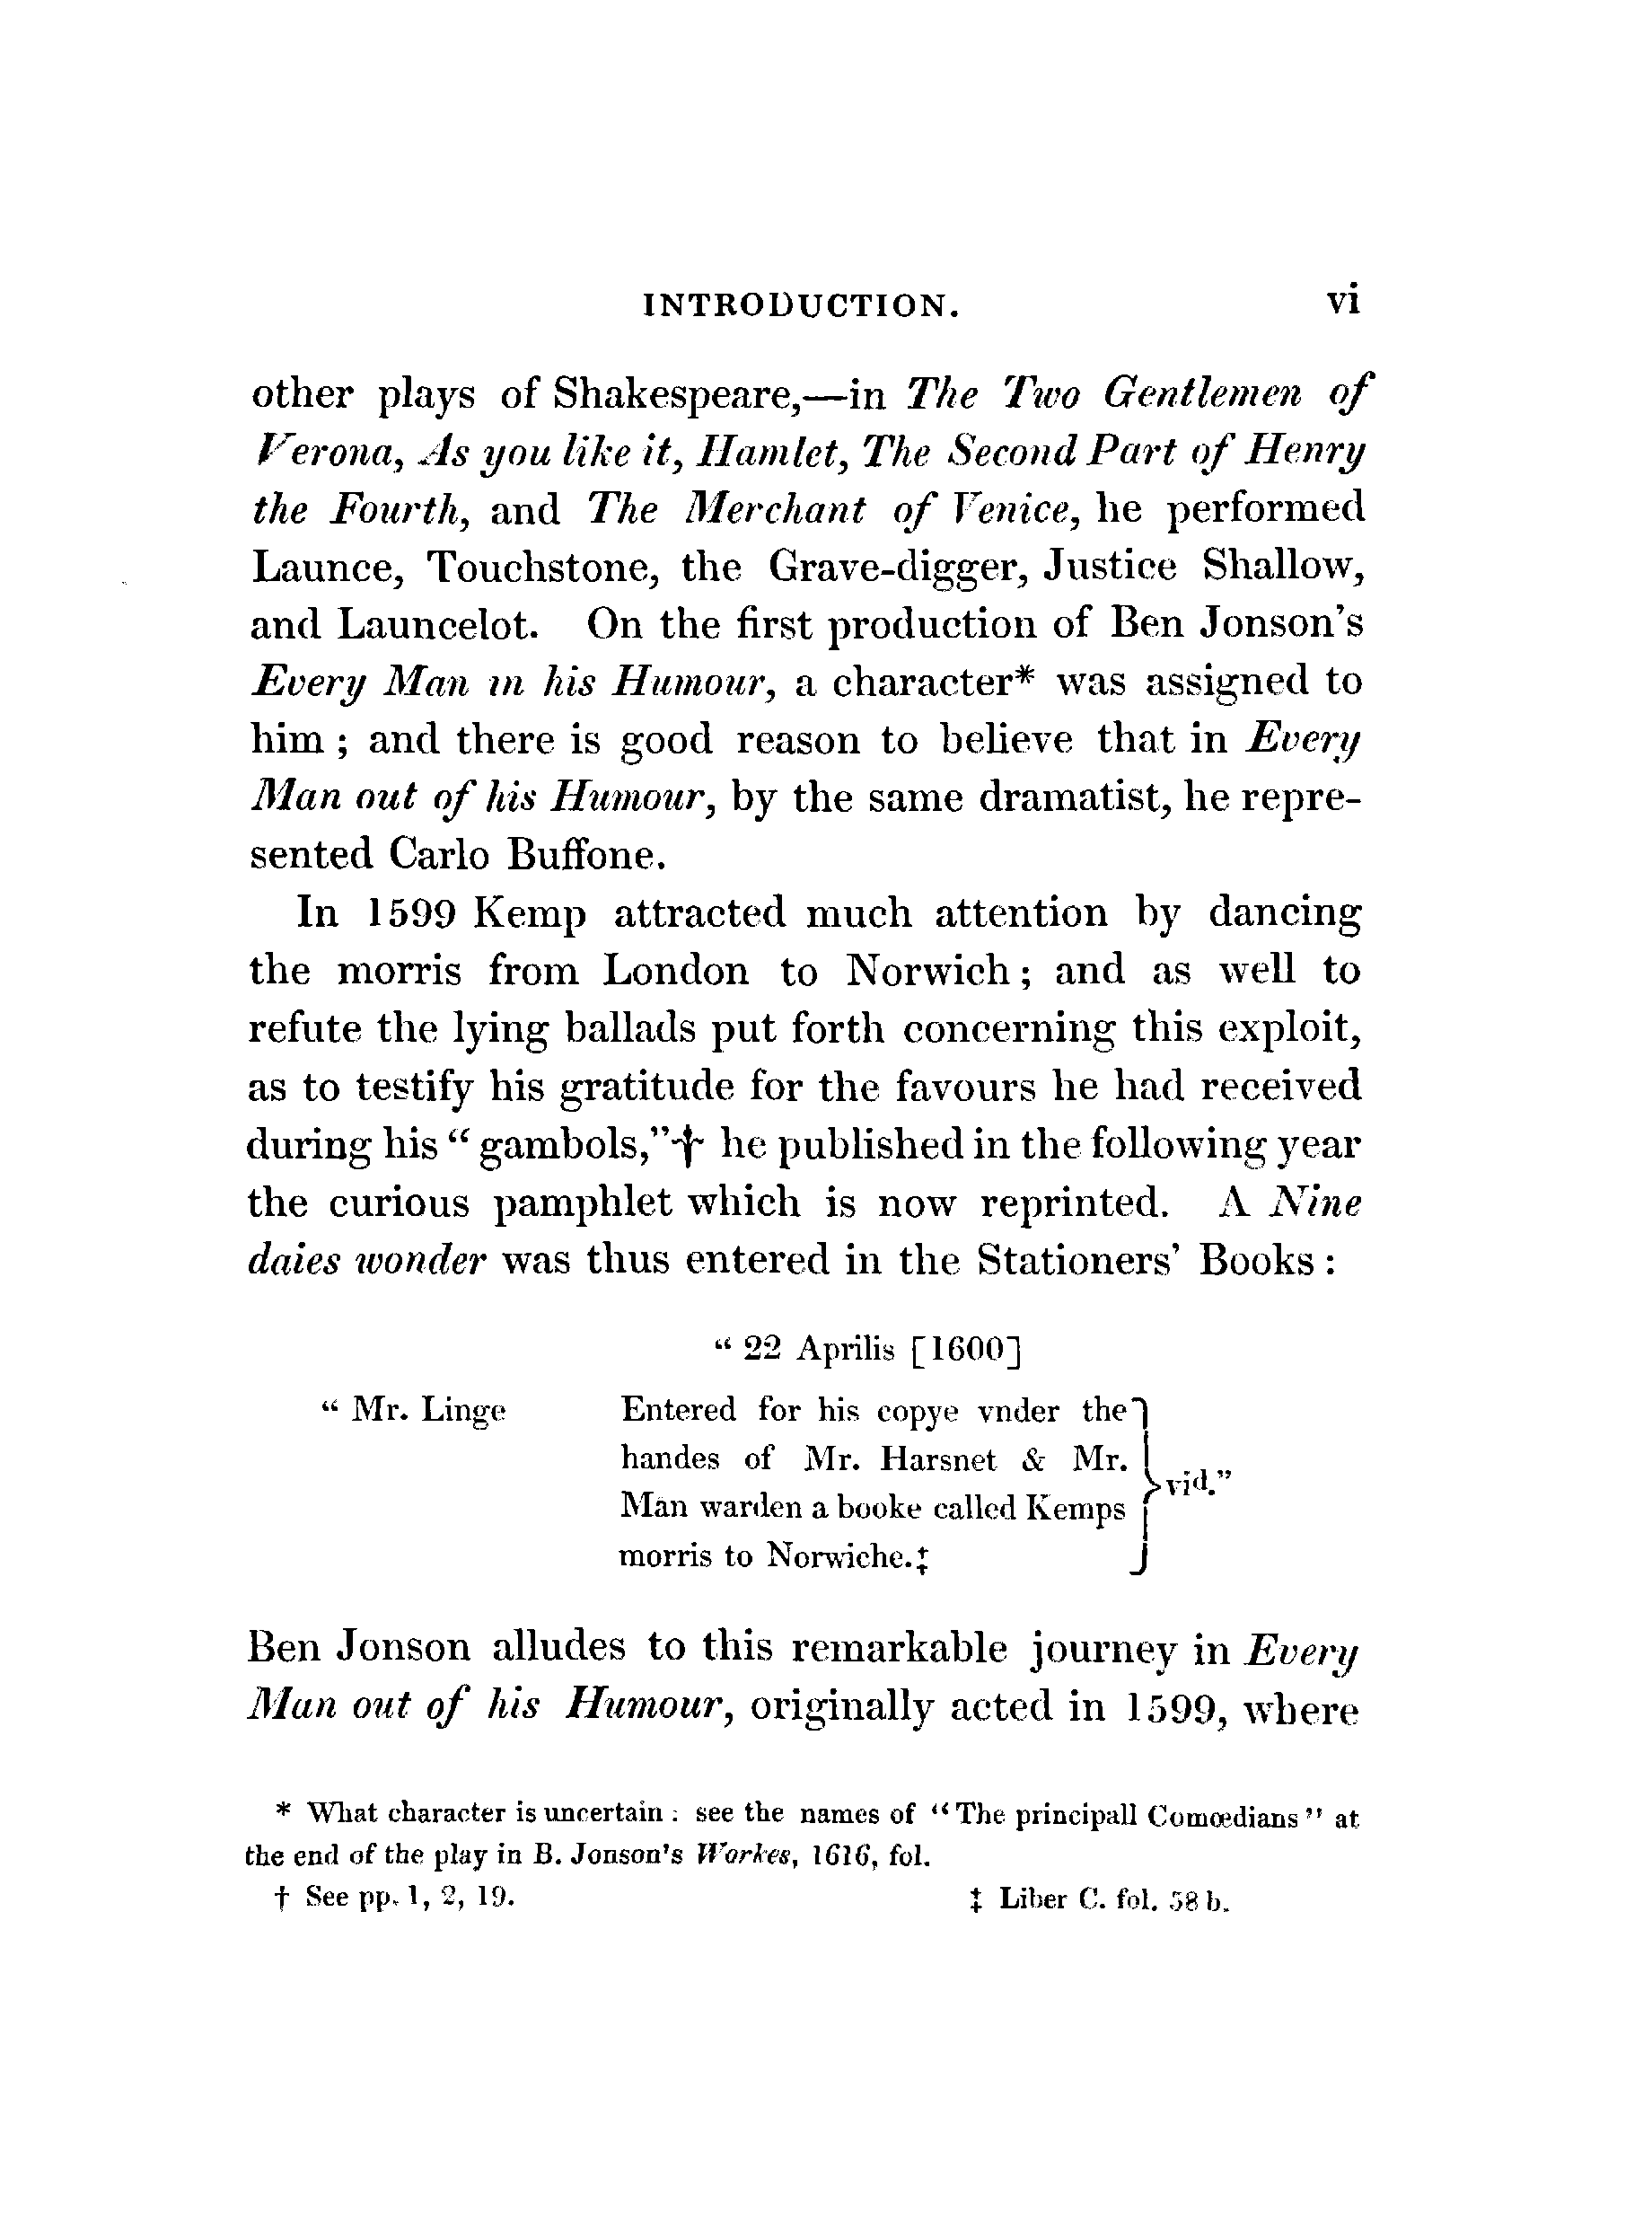 INTRODUCTION. vi
other plays of Shakespeare,—in The Two Gentlemen of
Verona, As you like it, Hamlet, The Second Part of Henry
the Fourth, and The Merchant of Venice, he performed
Launce, Touchstone, the Grave-digger, Justice Shallow,
and Launcelot. On the first production of Ben Jonson's
Every Man in his Humour, a character* was assigned to
him ; and there is good reason to believe that in Every
Man out of his Humour, by the same dramatist, he repre-
sented Carlo Buffone.
In 1599 Kemp attracted much attention by dancing
the morris from London to Norwich ; and as well to
refute the lying ballads put forth concerning this exploit,
as to testify his gratitude for the favours he had received
during his “ gambols,”† he published in the following year
the curious pamphlet which is now reprinted. A Nine
daies wonder was thus entered in the Stationers' Books :
“ 22 Aprilis [1600]
“ Mr. Linge Entered for his copye vnder the
handes of Mr. Harsnet & Mr.
Man warden a booke called Kemps
morris to Norwiche.‡
} vid.”
Ben Jonson alludes to this remarkable journey in Every
Man out of his Humour, originally acted in 1599, where
* What character is uncertain : see the names of “ The principall Comœdians ” at
the end of the play in B. Jonson's Workes, 1616, fol.
† See pp. 1, 2, 19. ‡ Liber C. fol. 58 b.